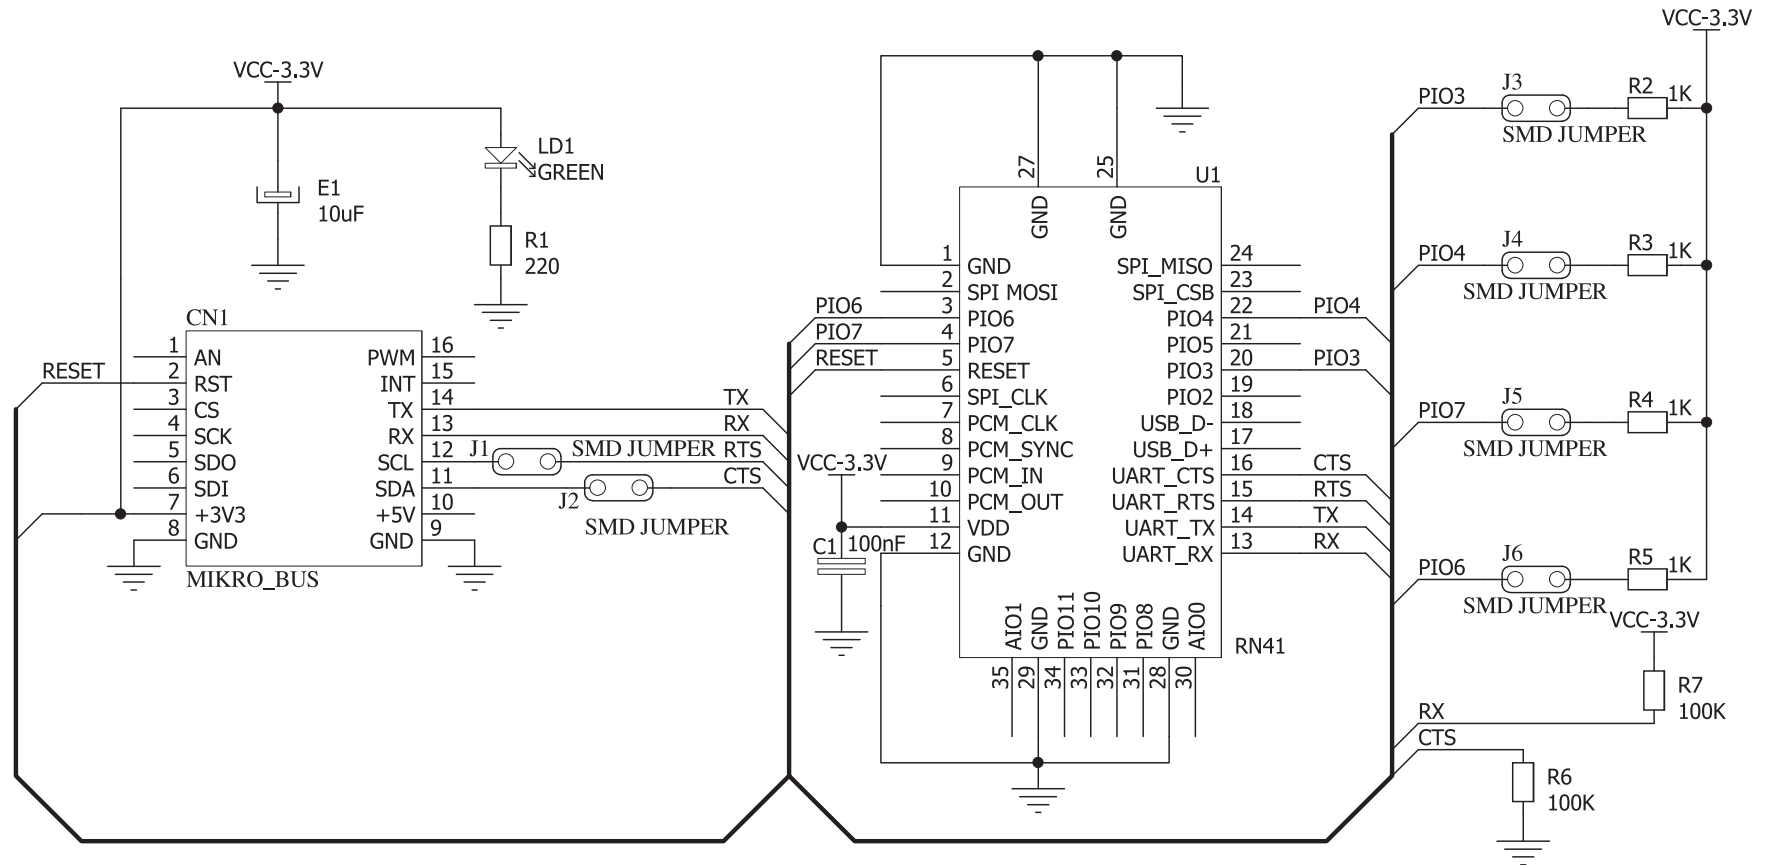 VCC-3.3V
E1
10uF
LD1
GREEN
R1
220
CN1
1 AN
2 RST
3 CS
4 SCK
5 SDO
6 SDI
7 +3V3
8 GND
PWM 16
INT 15
TX 14
RX 13
SCL 12
SDA 11
+5V 10
GND 9
MIKRO_BUS
RESET
TX
RX
J1 SMD JUMPER RTS
CTS
J2
SMD JUMPER
PIO6
PIO7
RESET
VCC-3.3V
C1 100nF
U1
27 GND
25 GND
1 GND
2 SPI MOSI
3 PIO6
4 PIO7
5 RESET
6 SPI_CLK
7 PCM_CLK
8 PCM_SYNC
9 PCM_IN
10 PCM_OUT
11 VDD
12 GND
SPI_MISO 24
SPI_CSB 23
PIO4 22
PIO5 21
PIO3 20
PIO2 19
USB_D- 18
USB_D+ 17
UART_CTS 16
UART_RTS 15
UART_TX 14
UART_RX 13
AIO1 35
GND 29
PIO11 34
PIO10 33
PIO9 32
PIO8 31
GND 28
AIO0 30
RN41
PIO4
PIO3
CTS
RTS
TX
RX
VCC-3.3V
PIO3
J3
SMD JUMPER
R2 1K
PIO4
J4
SMD JUMPER
R3 1K
PIO7
J5
SMD JUMPER
R4 1K
PIO6
J6
SMD JUMPER
R5 1K
VCC-3.3V
R7
100K
RX
CTS
R6
100K